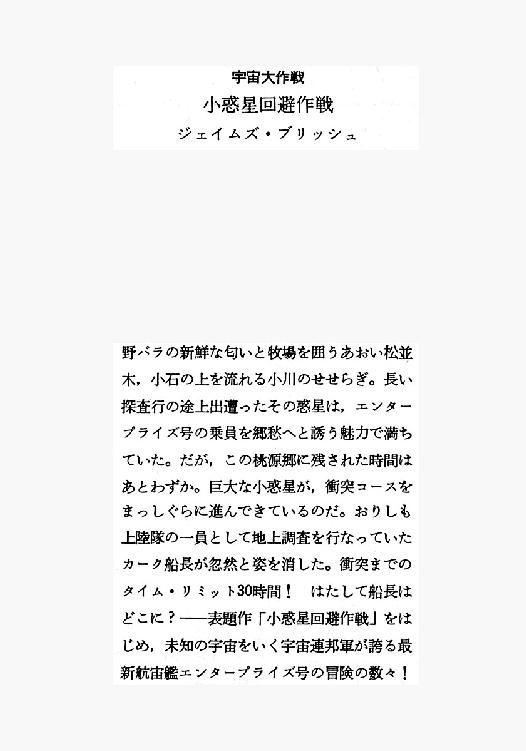 宇宙大作戦
小惑星回避作戦
ジェイムズ・ブリッシュ
野バラの新鮮な匂いと牧場を囲うあおい松並
木，小石の上を流れる小川のせせらぎ。長い
探査行の途上出遭ったその惑星は，エンター
プライズ号の乗員を郷愁へと誘う魅力で満ち
ていた。だが，この桃源郷に残された時間は
あとわずか。巨大な小惑星が，衝突コースを
まっしぐらに進んできているのだ。おりしも
上陸隊の一員として地上調査を行なっていた
カーク船長が忽然と姿を消した。衝突までの
タイム・リミット30時間！　はたして船長は
どこに？――表題作「小惑星回避作戦」をは
じめ，未知の宇宙をいく宇宙連邦軍が誇る最
新航宙艦エンタープライズ号の冒険の数々！